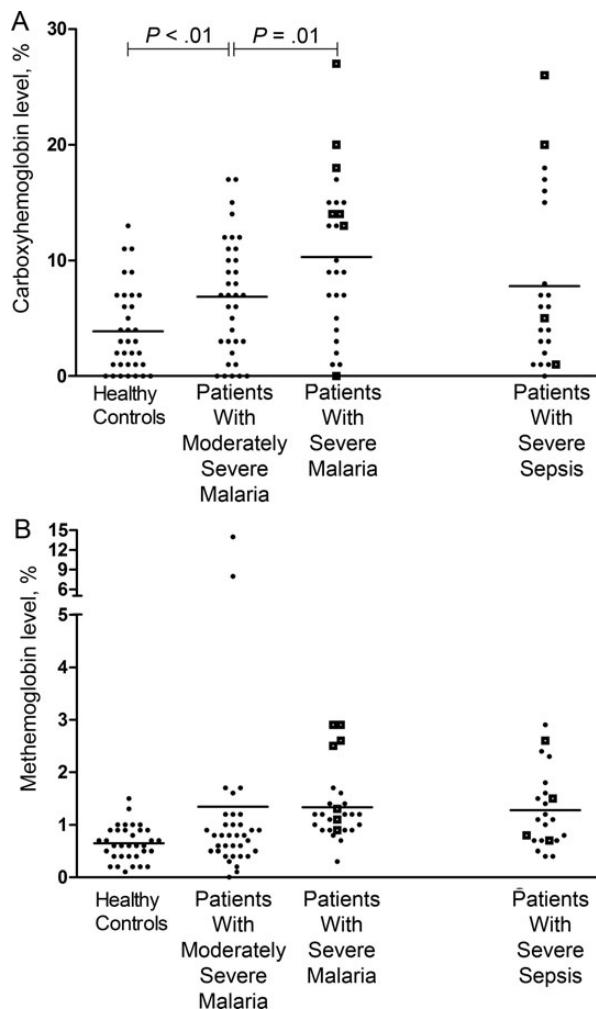 A
30
20
10
0
Carboxyhemoglobin level, %
P < .01
P = .01
Healthy
Controls
Patients
With
Moderately
Severe
Malaria
Patients
With
Severe
Malaria
Patients
With
Severe
Sepsis
B
15
12
9
6
5
4
3
2
1
0
Methemoglobin level, %
Healthy
Controls
Patients
With
Moderately
Severe
Malaria
Patients
With
Severe
Malaria
Patients
With
Severe
Sepsis